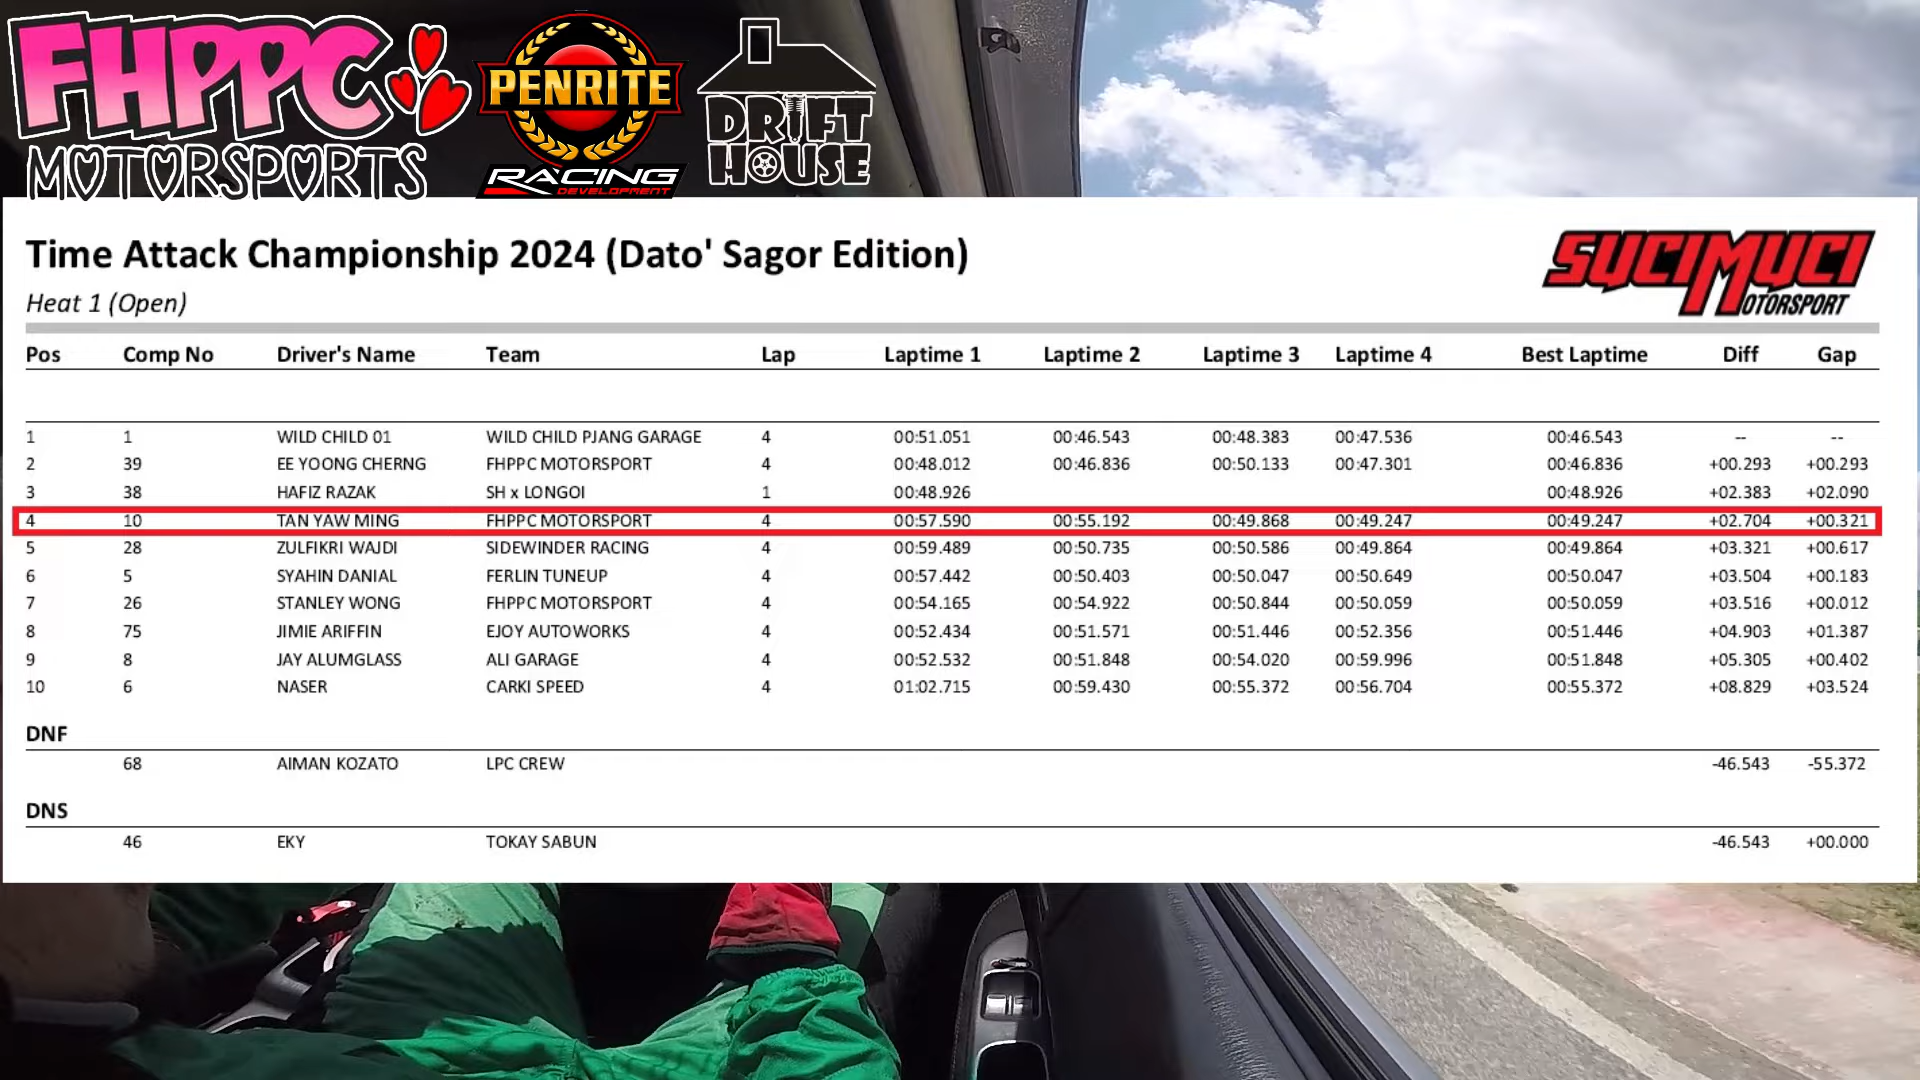 FHPPC
MOTORSPORTS
PENRITE
RACING
DEVELOPMENT
DRIFT
HOUSE
Time Attack Championship 2024 (Dato' Sagor Edition)
SUCIMUCI
MOTORSPORT
Heat 1 (Open)
Pos Comp No Driver's Name Team Lap Laptime 1 Laptime 2 Laptime 3 Laptime 4 Best Laptime Diff Gap
1 1 WILD CHILD 01 WILD CHILD PJANG GARAGE 4 00:51.051 00:46.543 00:48.383 00:47.536 00:46.543 -- --
2 39 EE YOONG CHERNG FHPPC MOTORSPORT 4 00:48.012 00:46.836 00:50.133 00:47.301 00:46.836 +00.293 +00.293
3 38 HAFIZ RAZAK SH x LONGOI 1 00:48.926 00:48.926 +02.383 +02.090
4 10 TAN YAW MING FHPPC MOTORSPORT 4 00:57.590 00:55.192 00:49.868 00:49.247 00:49.247 +02.704 +00.321
5 28 ZULFIKRI WAJDI SIDEWINDER RACING 4 00:59.489 00:50.735 00:50.586 00:49.864 00:49.864 +03.321 +00.617
6 5 SYAHIN DANIAL FERLIN TUNEUP 4 00:57.442 00:50.403 00:50.047 00:50.649 00:50.047 +03.504 +00.183
7 26 STANLEY WONG FHPPC MOTORSPORT 4 00:54.165 00:54.922 00:50.844 00:50.059 00:50.059 +03.516 +00.012
8 75 JIMIE ARIFFIN EJOY AUTOWORKS 4 00:52.434 00:51.571 00:51.446 00:52.356 00:51.446 +04.903 +01.387
9 8 JAY ALUMGLASS ALI GARAGE 4 00:52.532 00:51.848 00:54.020 00:59.996 00:51.848 +05.305 +00.402
10 6 NASER CARKI SPEED 4 01:02.715 00:59.430 00:55.372 00:56.704 00:55.372 +08.829 +03.524
DNF
68 AIMAN KOZATO LPC CREW -46.543 -55.372
DNS
46 EKY TOKAY SABUN -46.543 +00.000